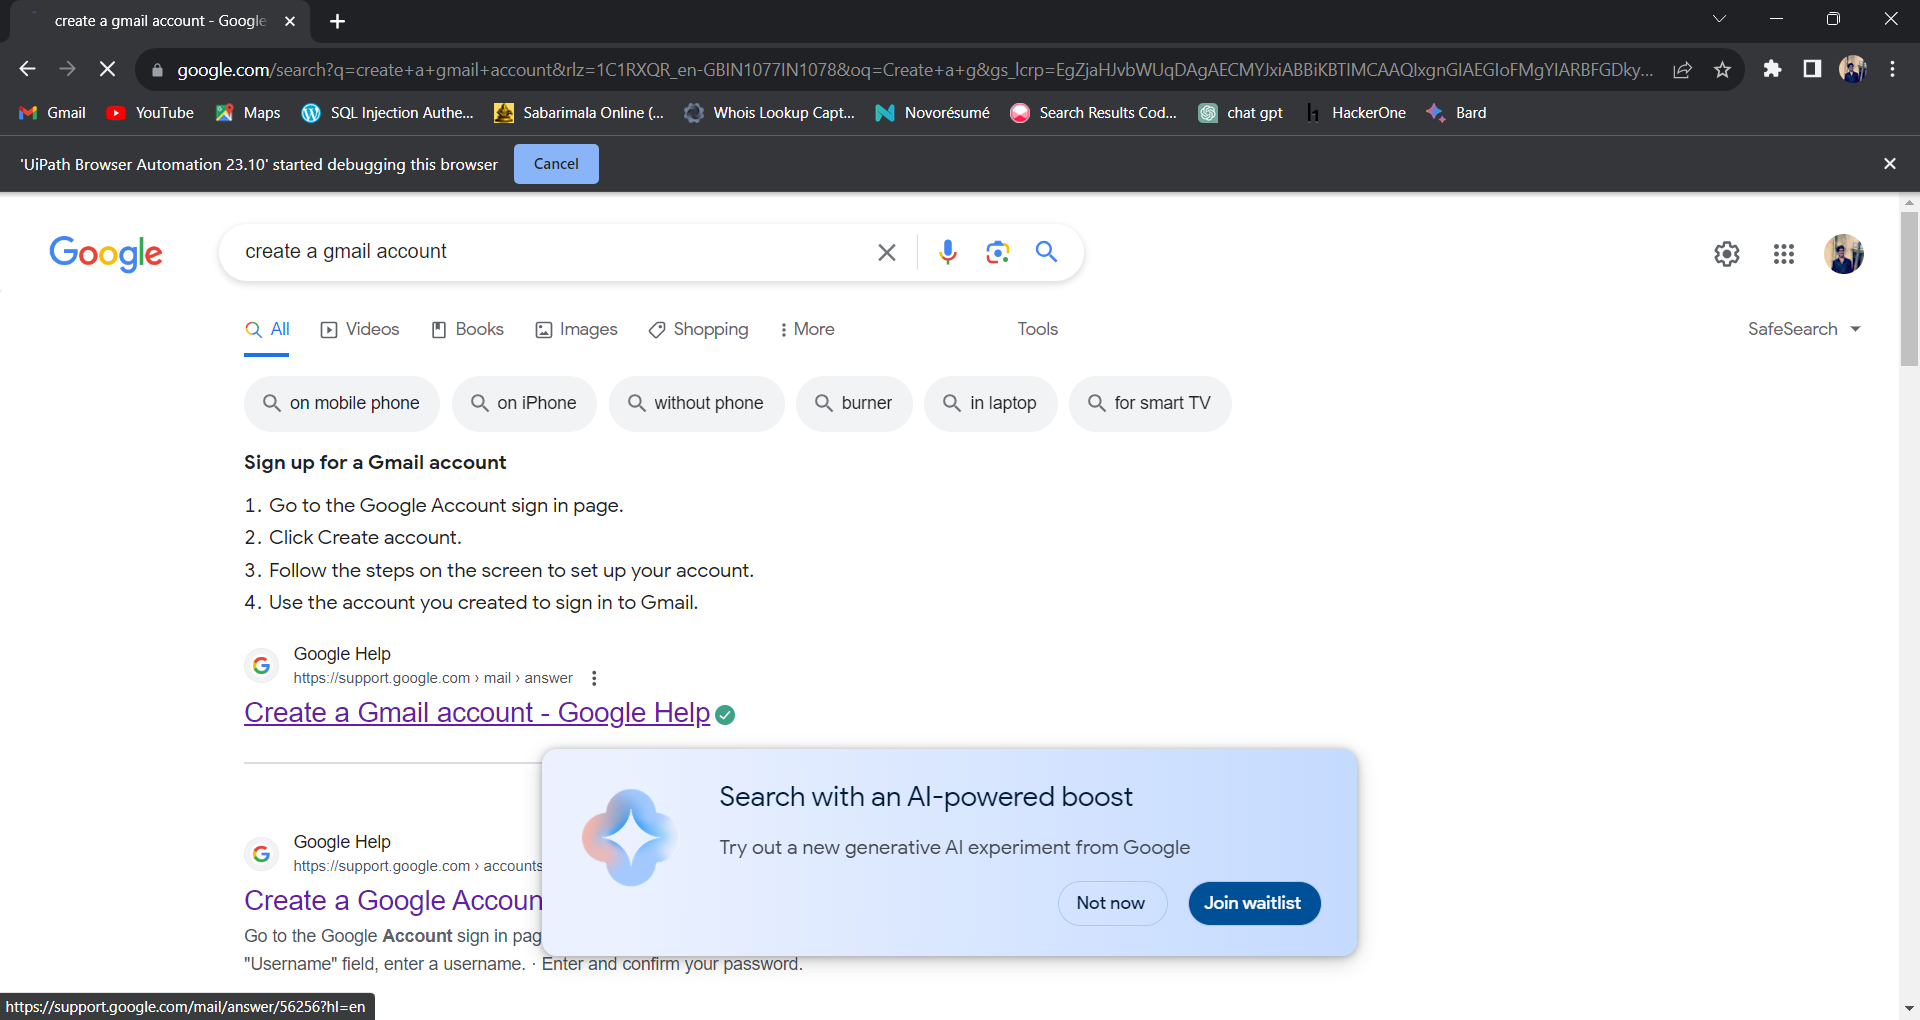 create a gmail account - Google
google.com/search?q=create+a+gmail+account&rlz=1C1RXQR_en-GBIN1077IN1078&oq=Create+a+g&gs_lcrp=EgZjaHJvbWUqDAgAECMYJxiABBiKBTIMCAAQIxgnGIAEGIoFMgYIARBFGDky...
Gmail YouTube Maps SQL Injection Authe... Sabarimala Online (... Whois Lookup Capt... Novorésumé Search Results Cod... chat gpt HackerOne Bard
'UiPath Browser Automation 23.10' started debugging this browser Cancel
Google create a gmail account
All Videos Books Images Shopping More Tools SafeSearch
on mobile phone on iPhone without phone burner in laptop for smart TV
Sign up for a Gmail account
1. Go to the Google Account sign in page.
2. Click Create account.
3. Follow the steps on the screen to set up your account.
4. Use the account you created to sign in to Gmail.
Google Help
https://support.google.com › mail › answer
Create a Gmail account - Google Help
Search with an AI-powered boost
Try out a new generative AI experiment from Google
Not now Join waitlist
Google Help
https://support.google.com › accounts
Create a Google Accoun
Go to the Google Account sign in pag
"Username" field, enter a username. · Enter and confirm your password.
https://support.google.com/mail/answer/56256?hl=en